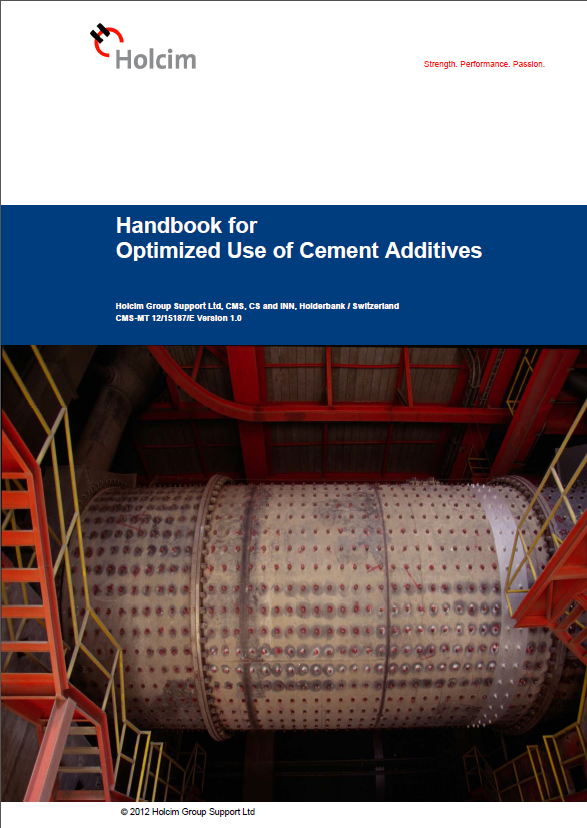 Holcim
Strength. Performance. Passion.
Handbook for
Optimized Use of Cement Additives
Holcim Group Support Ltd, CMS, CS and INN, Holderbank / Switzerland
CMS-MT 12/15187/E Version 1.0
© 2012 Holcim Group Support Ltd